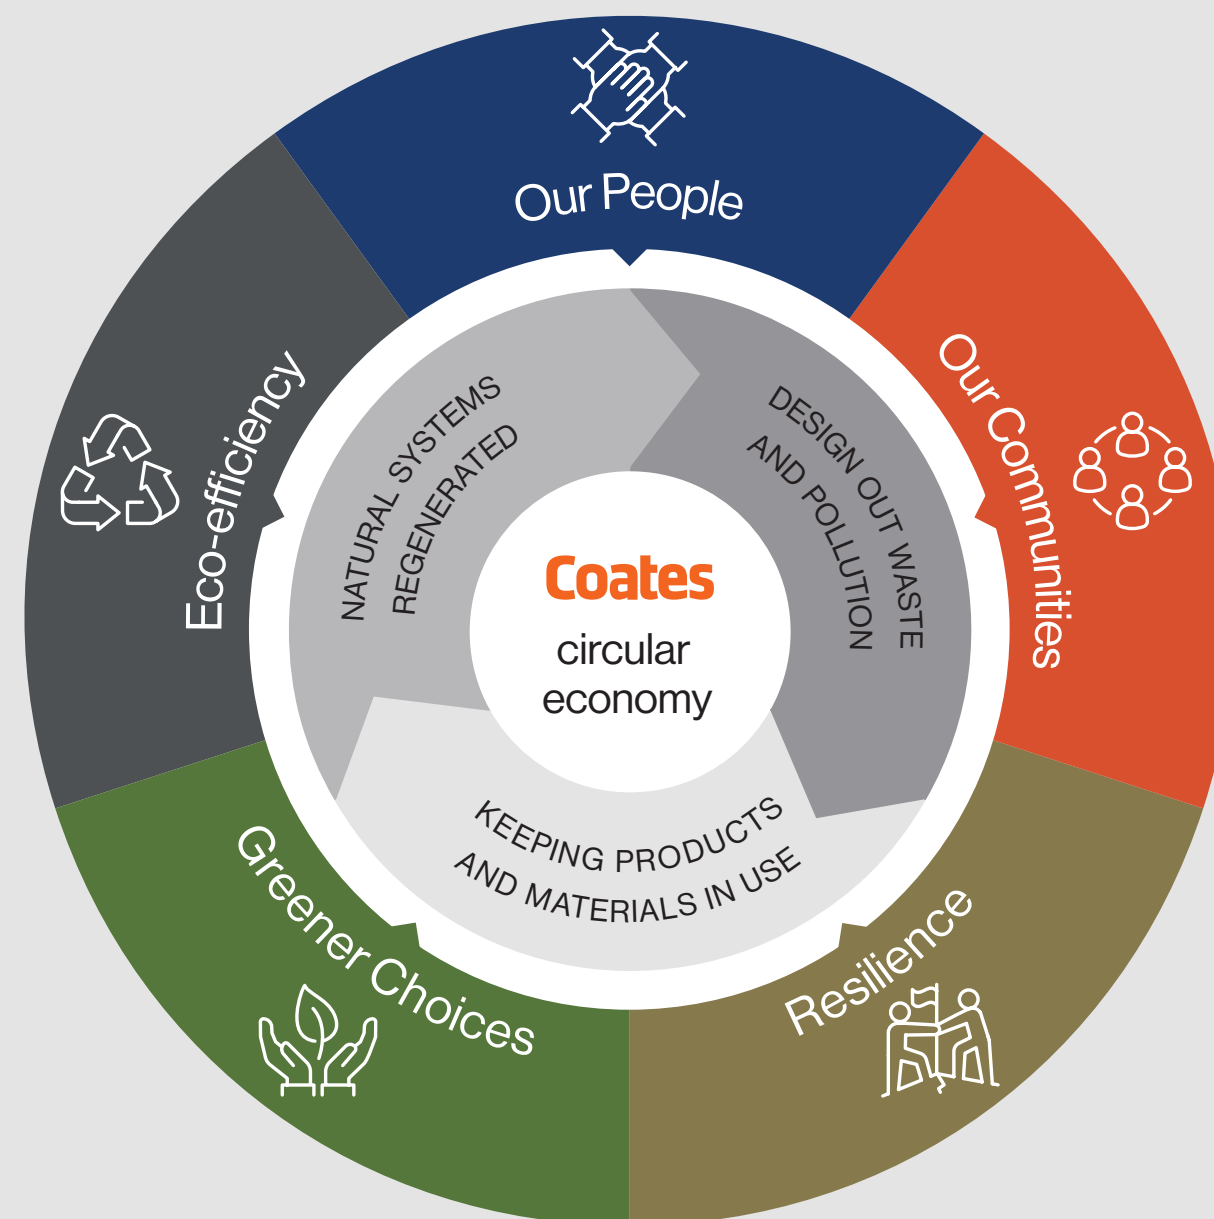 Our People
Our Communities
Resilience
Greener Choices
Eco-efficiency
DESIGN OUT WASTE
AND POLLUTION
KEEPING PRODUCTS
AND MATERIALS IN USE
NATURAL SYSTEMS
REGENERATED
Coates
circular
economy